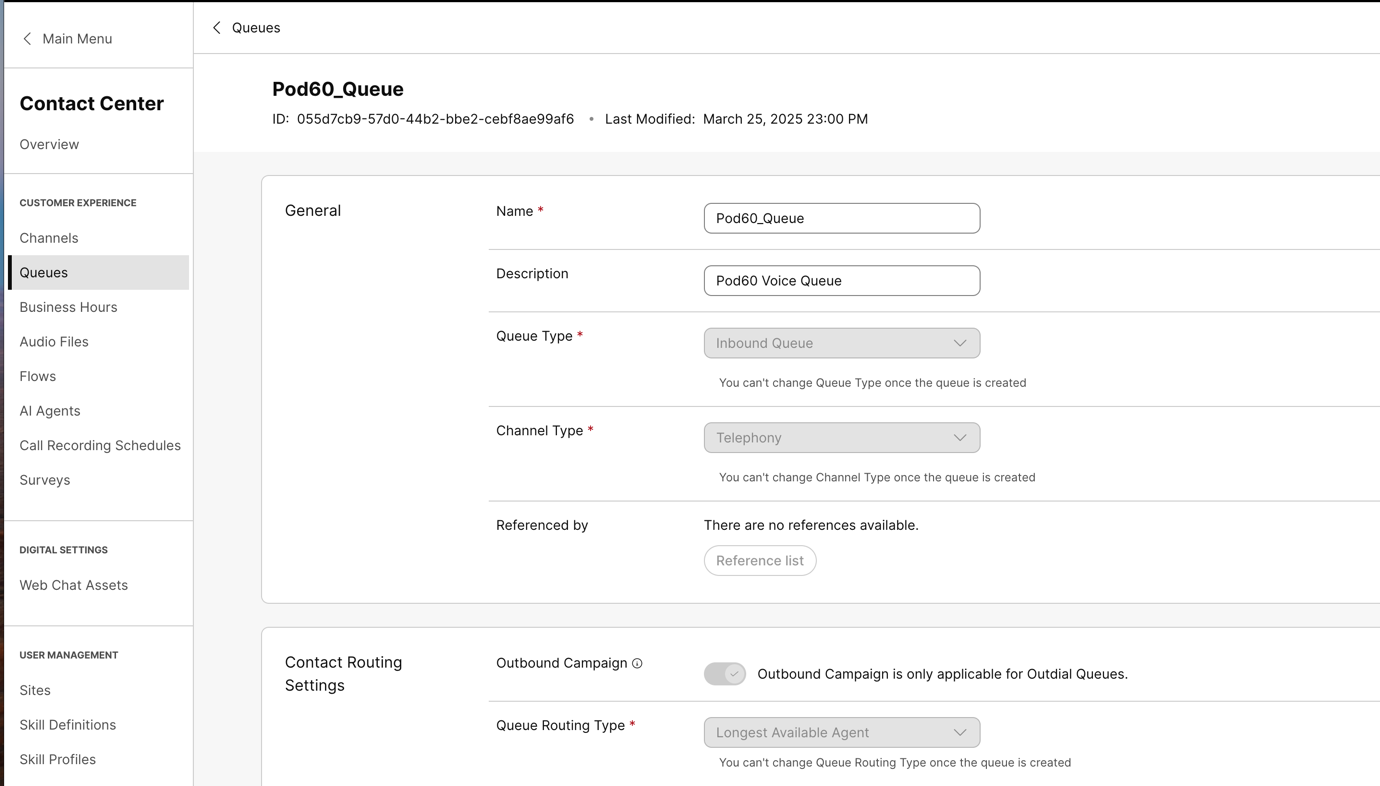 Main Menu
Contact Center
Overview
CUSTOMER EXPERIENCE
Channels
Queues
Business Hours
Audio Files
Flows
AI Agents
Call Recording Schedules
Surveys
DIGITAL SETTINGS
Web Chat Assets
USER MANAGEMENT
Sites
Skill Definitions
Skill Profiles
Queues
Pod60_Queue
ID: 055d7cb9-57d0-44b2-bbe2-cebf8ae99af6 • Last Modified: March 25, 2025 23:00 PM
General
Name * Pod60_Queue
Description Pod60 Voice Queue
Queue Type * Inbound Queue
You can't change Queue Type once the queue is created
Channel Type * Telephony
You can't change Channel Type once the queue is created
Referenced by There are no references available.
Reference list
Contact Routing
Settings
Outbound Campaign Outbound Campaign is only applicable for Outdial Queues.
Queue Routing Type * Longest Available Agent
You can't change Queue Routing Type once the queue is created